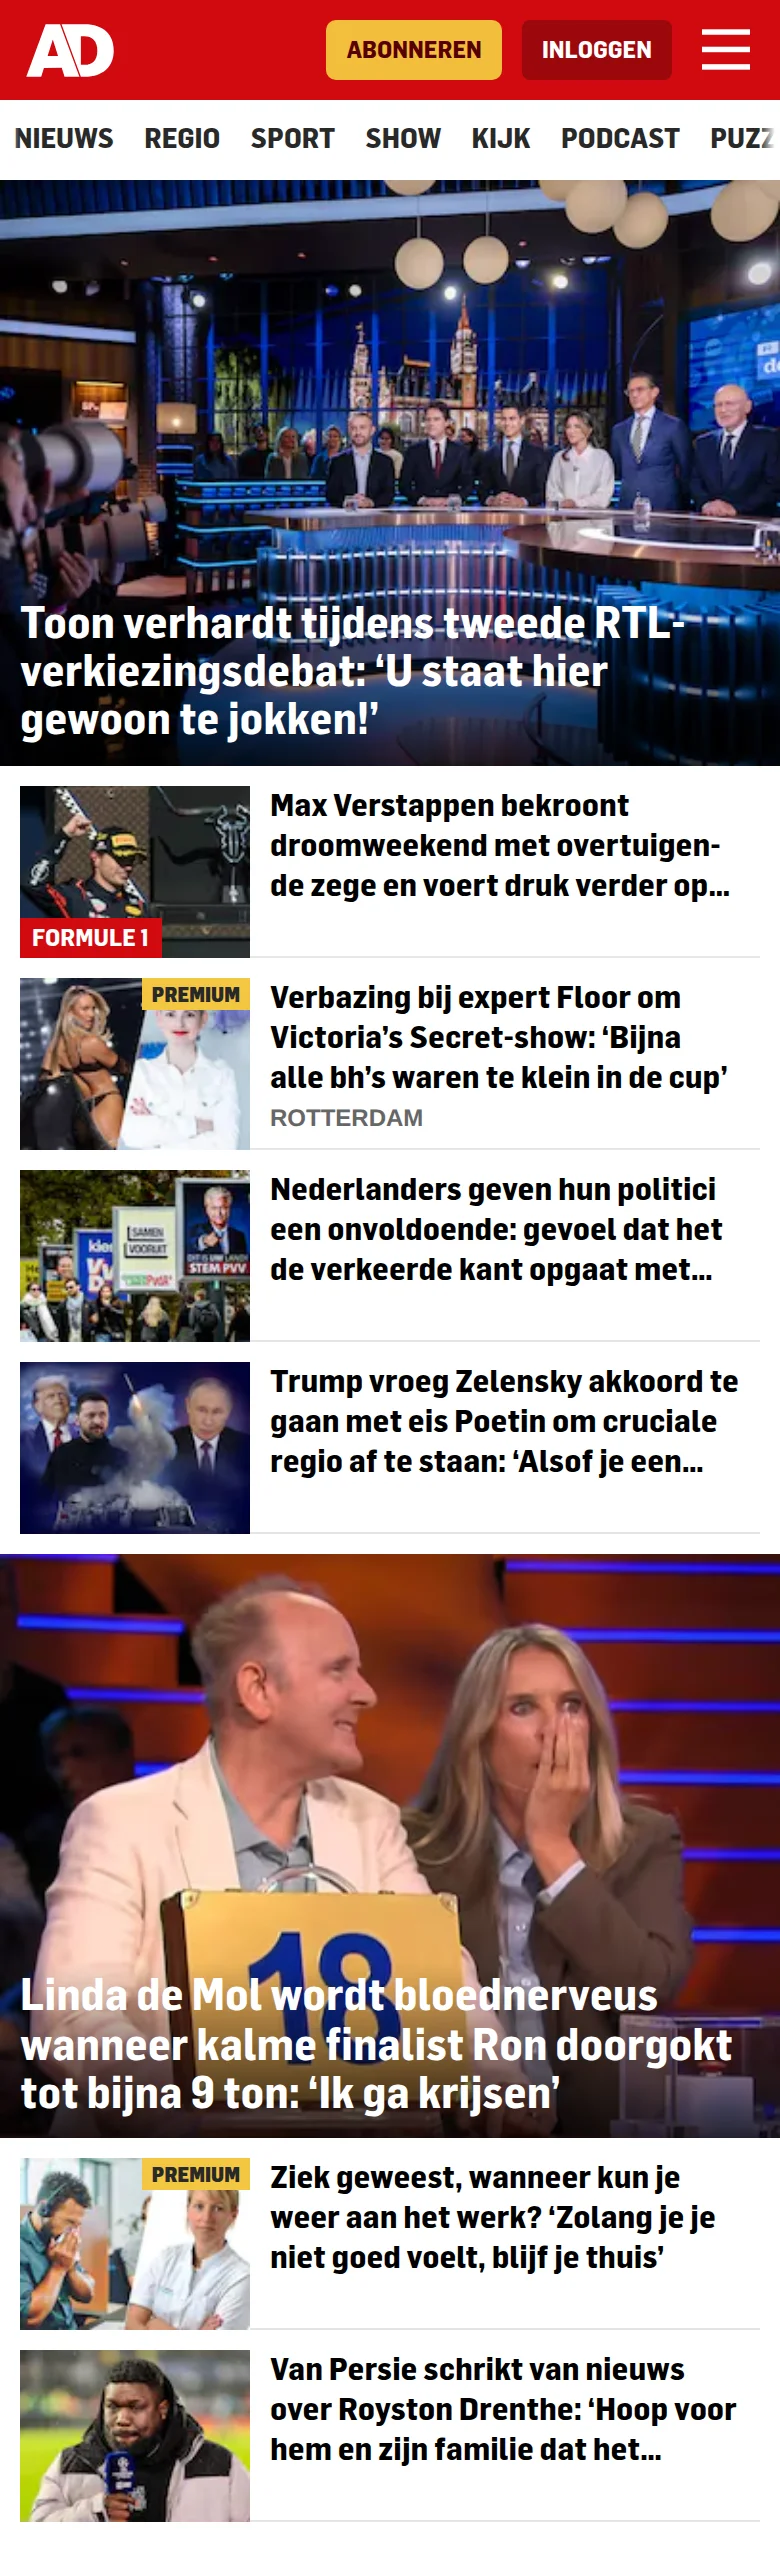 AD
ABONNEREN
INLOGGEN
NIEUWS
REGIO
SPORT
SHOW
KIJK
PODCAST
PUZZ
Toon verhardt tijdens tweede RTL-
verkiezingsdebat: ‘U staat hier
gewoon te jokken!’
FORMULE 1
Max Verstappen bekroont
droomweekend met overtuigen-
de zege en voert druk verder op...
PREMIUM
Verbazing bij expert Floor om
Victoria’s Secret-show: ‘Bijna
alle bh’s waren te klein in de cup’
ROTTERDAM
SAMEN
VOORUIT
STEM PVV
Nederlanders geven hun politici
een onvoldoende: gevoel dat het
de verkeerde kant opgaat met...
Trump vroeg Zelensky akkoord te
gaan met eis Poetin om cruciale
regio af te staan: ‘Alsof je een...
18
Linda de Mol wordt bloednerveus
wanneer kalme finalist Ron doorgokt
tot bijna 9 ton: ‘Ik ga krijsen’
PREMIUM
Ziek geweest, wanneer kun je
weer aan het werk? ‘Zolang je je
niet goed voelt, blijf je thuis’
Van Persie schrikt van nieuws
over Royston Drenthe: ‘Hoop voor
hem en zijn familie dat het...